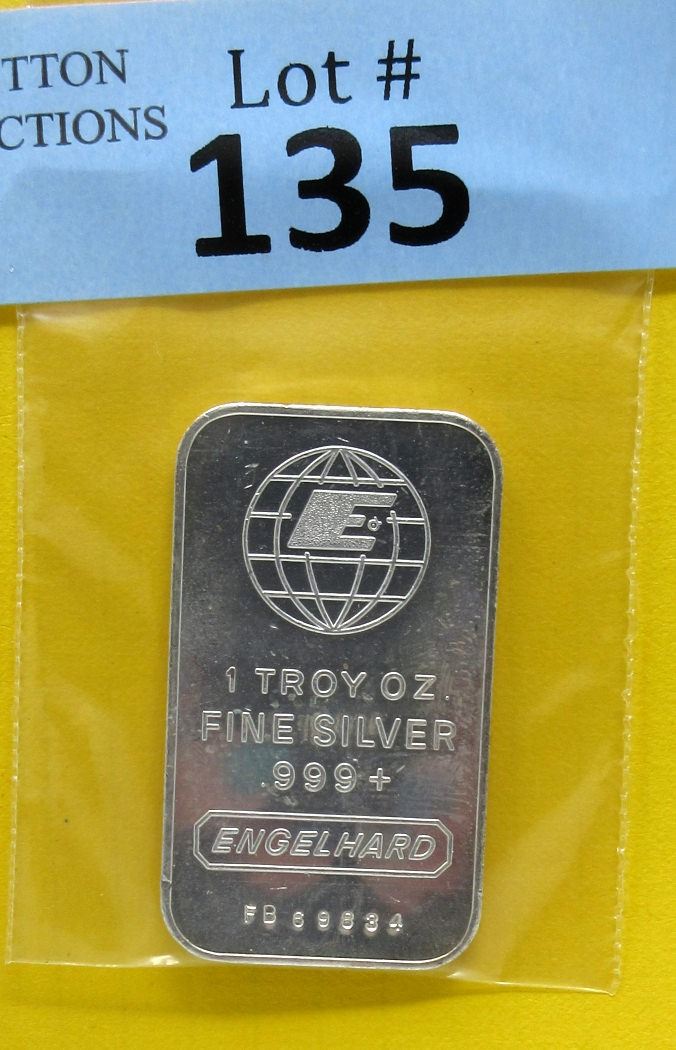 TTON
CTIONS
Lot #
135
E
1 TROY OZ.
FINE SILVER
.999+
ENGELHARD
FB 69834